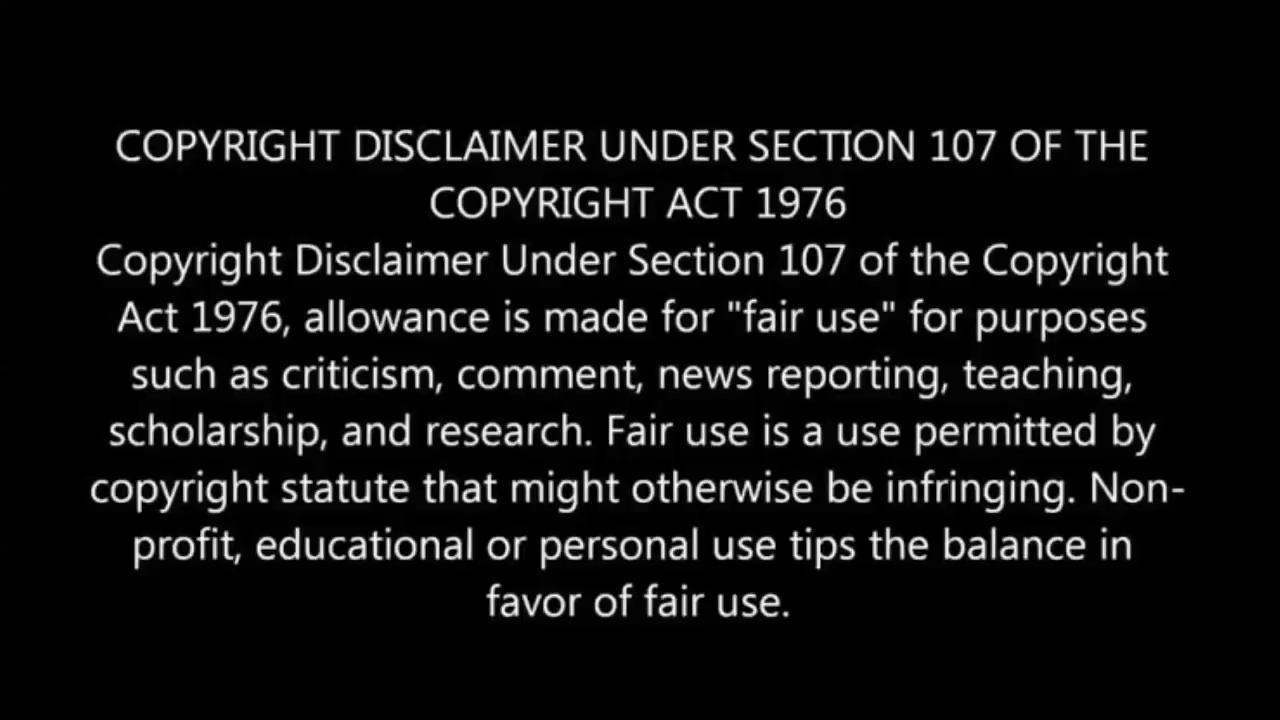 COPYRIGHT DISCLAIMER UNDER SECTION 107 OF THE
COPYRIGHT ACT 1976
Copyright Disclaimer Under Section 107 of the Copyright
Act 1976, allowance is made for "fair use" for purposes
such as criticism, comment, news reporting, teaching,
scholarship, and research. Fair use is a use permitted by
copyright statute that might otherwise be infringing. Non-
profit, educational or personal use tips the balance in
favor of fair use.